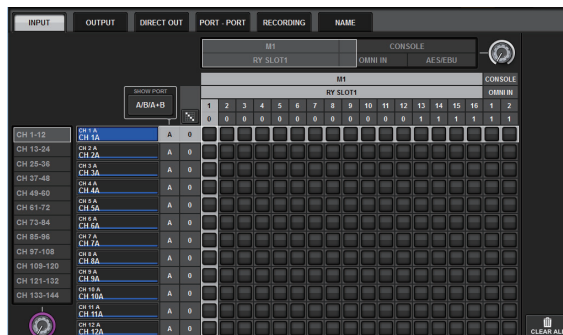 INPUT OUTPUT DIRECT OUT PORT - PORT RECORDING NAME
M1 CONSOLE
RY SLOT1 OMNI IN AES/EBU
M1 CONSOLE
SHOW PORT RY SLOT1 OMNI IN
A/B/A+B 1 2 3 4 5 6 7 8 9 10 11 12 13 14 15 16 1 2
0 0 0 0 0 0 0 0 0 0 0 0 1 1 1 1 1 1
CH 1-12 CH 1 A
CH 1A A 0
CH 13-24 CH 2 A
CH 2A A 0
CH 25-36 CH 3 A
CH 3A A 0
CH 37-48 CH 4 A
CH 4A A 0
CH 49-60 CH 5 A
CH 5A A 0
CH 61-72 CH 6 A
CH 6A A 0
CH 73-84 CH 7 A
CH 7A A 0
CH 85-96 CH 8 A
CH 8A A 0
CH 97-108 CH 9 A
CH 9A A 0
CH 109-120 CH 10 A
CH 10A A 0
CH 121-132 CH 11 A
CH 11A A 0
CH 133-144 CH 12 A
CH 12A A 0
CLEAR ALL